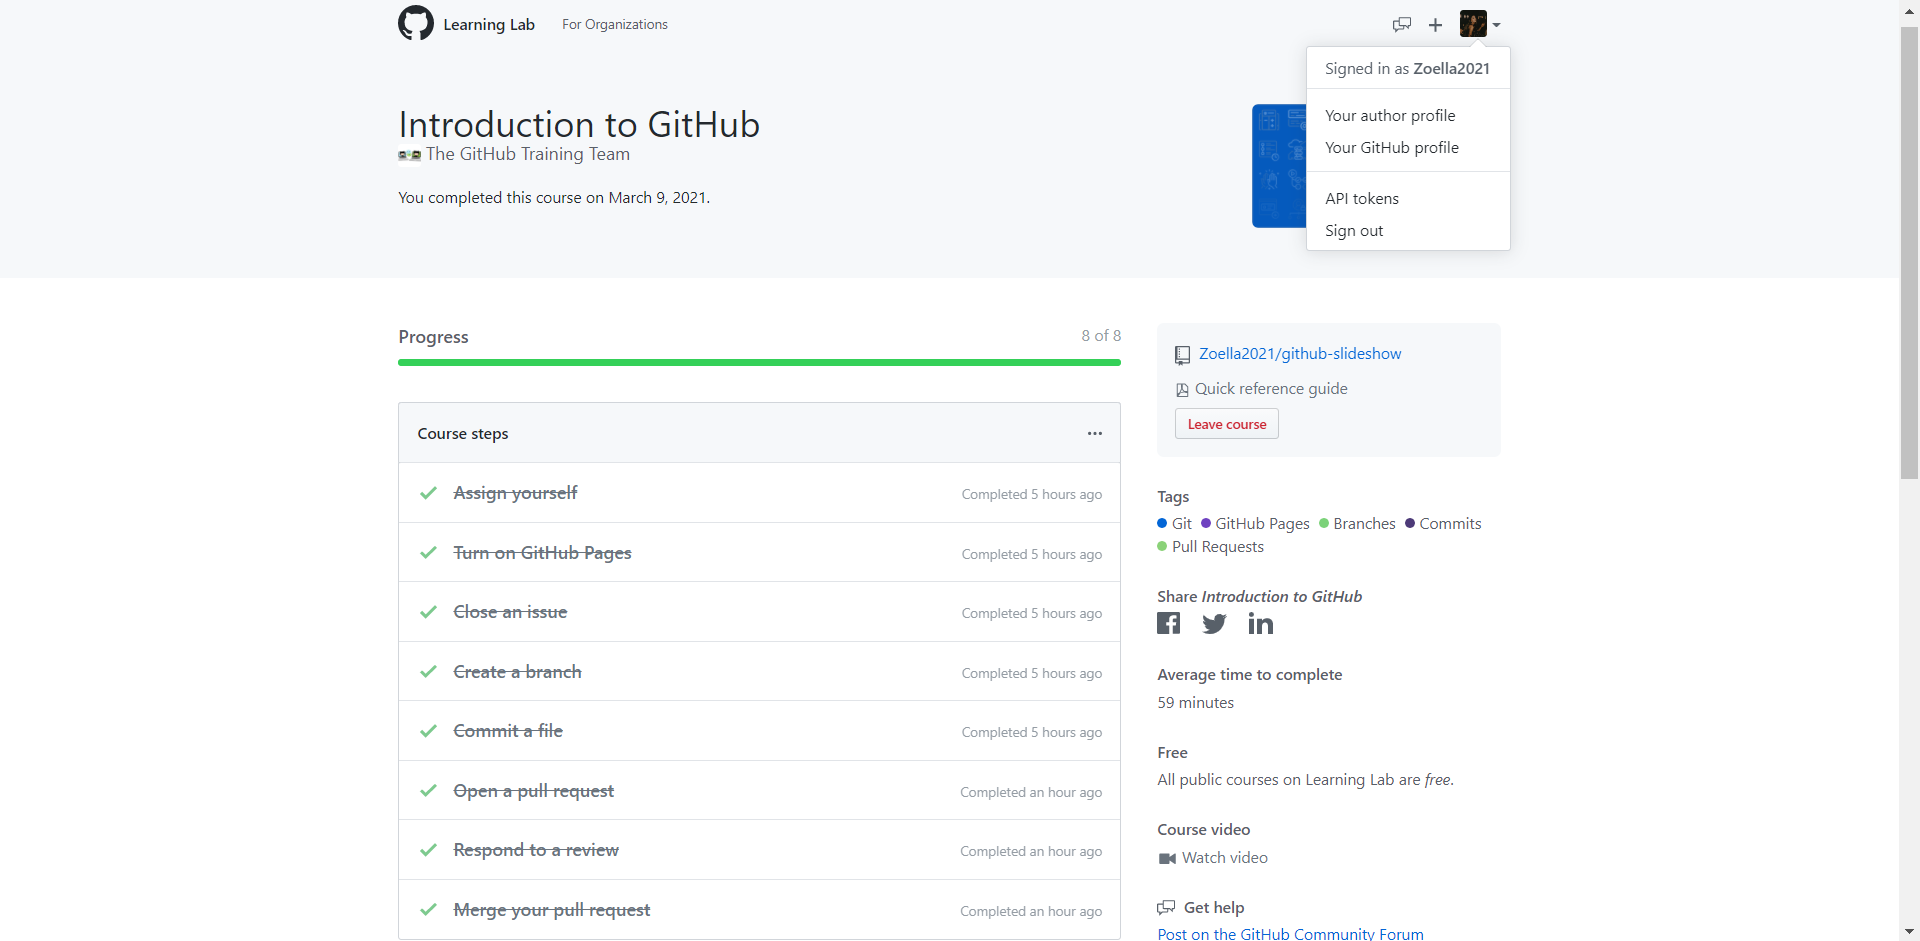 Learning Lab
For Organizations
Signed in as Zoella2021
Your author profile
Your GitHub profile
API tokens
Sign out
Introduction to GitHub
The GitHub Training Team
You completed this course on March 9, 2021.
Progress
8 of 8
Course steps
Assign yourself
Completed 5 hours ago
Turn on GitHub Pages
Completed 5 hours ago
Close an issue
Completed 5 hours ago
Create a branch
Completed 5 hours ago
Commit a file
Completed 5 hours ago
Open a pull request
Completed an hour ago
Respond to a review
Completed an hour ago
Merge your pull request
Completed an hour ago
Zoella2021/github-slideshow
Quick reference guide
Leave course
Tags
Git GitHub Pages Branches Commits
Pull Requests
Share Introduction to GitHub
Average time to complete
59 minutes
Free
All public courses on Learning Lab are free.
Course video
Watch video
Get help
Post on the GitHub Community Forum